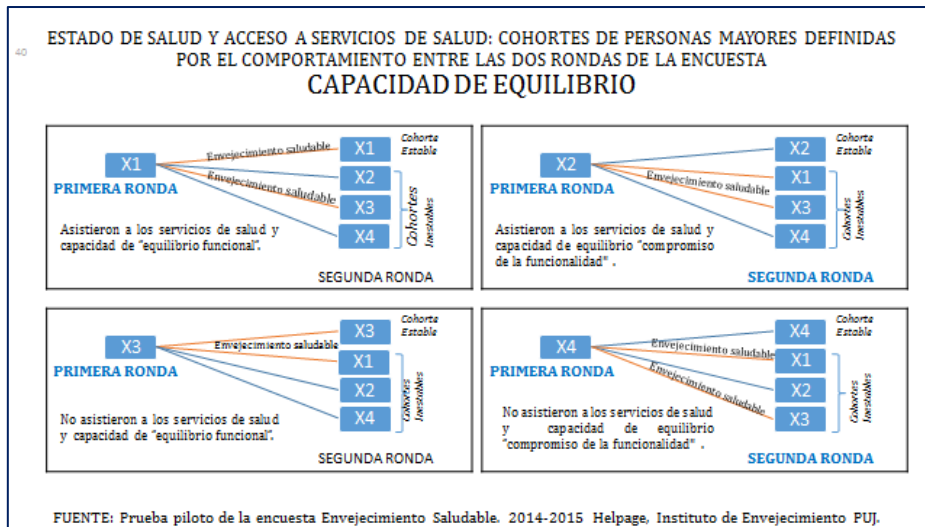 40
ESTADO DE SALUD Y ACCESO A SERVICIOS DE SALUD: COHORTES DE PERSONAS MAYORES DEFINIDAS
POR EL COMPORTAMIENTO ENTRE LAS DOS RONDAS DE LA ENCUESTA
CAPACIDAD DE EQUILIBRIO
X1
PRIMERA RONDA
Envejecimiento saludable
Envejecimiento saludable
X1
X2
X3
X4
Cohorte
Estable
Cohortes
Inestables
Asistieron a los servicios de salud y
capacidad de “equilibrio funcional”.
SEGUNDA RONDA
X2
PRIMERA RONDA
Envejecimiento saludable
X2
X1
X3
X4
Cohorte
Estable
Cohortes
Inestables
Asistieron a los servicios de salud y
capacidad de equilibrio “compromiso
de la funcionalidad" .
SEGUNDA RONDA
X3
PRIMERA RONDA
Envejecimiento saludable
X3
X1
X2
X4
Cohorte
Estable
Cohortes
Inestables
No asistieron a los servicios de salud
y capacidad de “equilibrio funcional”.
SEGUNDA RONDA
X4
PRIMERA RONDA
Envejecimiento saludable
Envejecimiento saludable
X4
X1
X2
X3
Cohorte
Estable
Cohortes
Inestables
No asistieron a los servicios de salud
y capacidad de equilibrio
“compromiso de la funcionalidad" .
SEGUNDA RONDA
FUENTE: Prueba piloto de la encuesta Envejecimiento Saludable. 2014-2015 Helpage, Instituto de Envejecimiento PUJ.